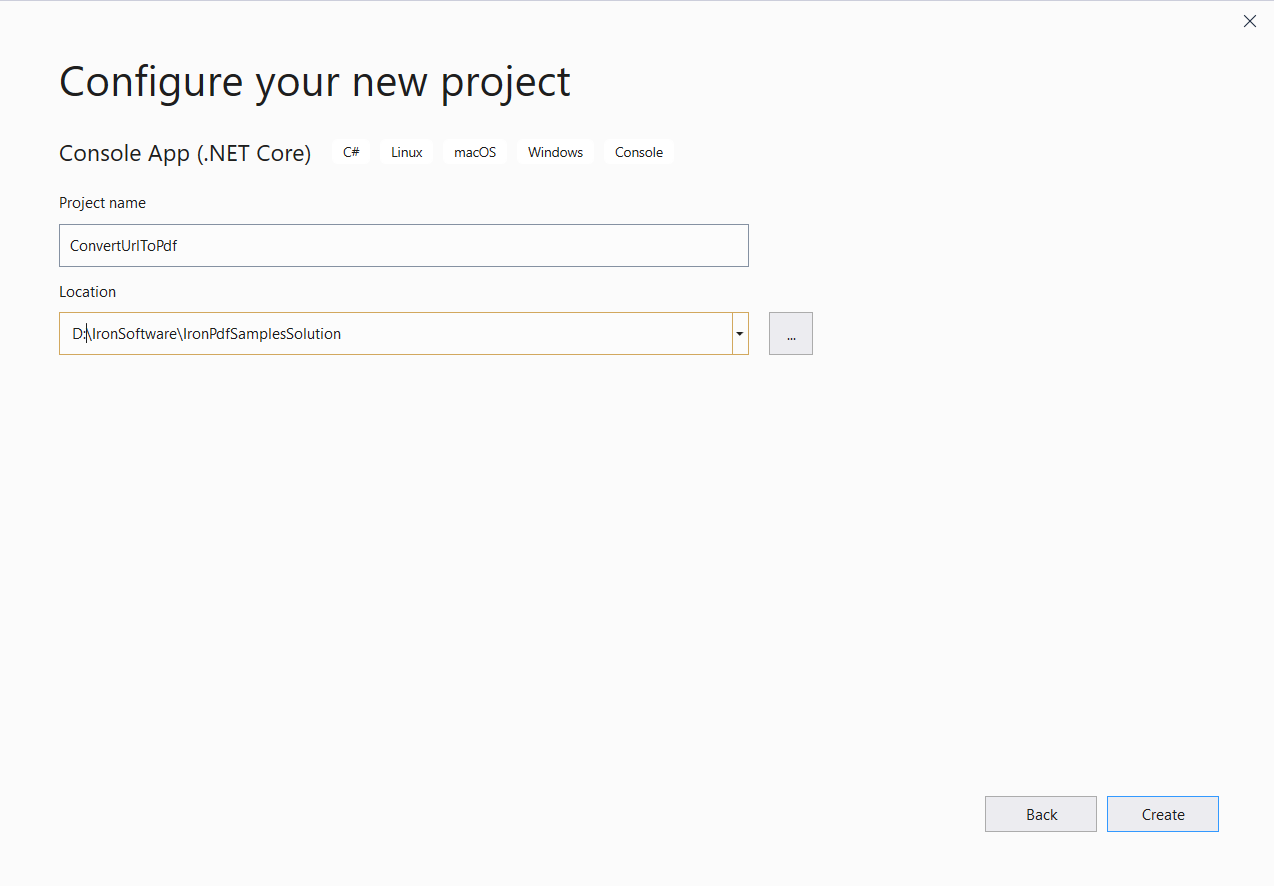 Configure your new project
Console App (.NET Core) C# Linux macOS Windows Console
Project name
ConvertUrlToPdf
Location
D:\IronSoftware\IronPdfSamplesSolution ...
Back Create